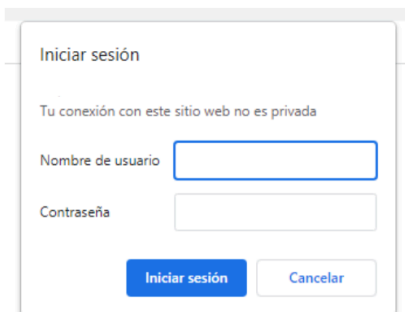 Iniciar sesión
Tu conexión con este sitio web no es privada
Nombre de usuario
Contraseña
Iniciar sesión
Cancelar